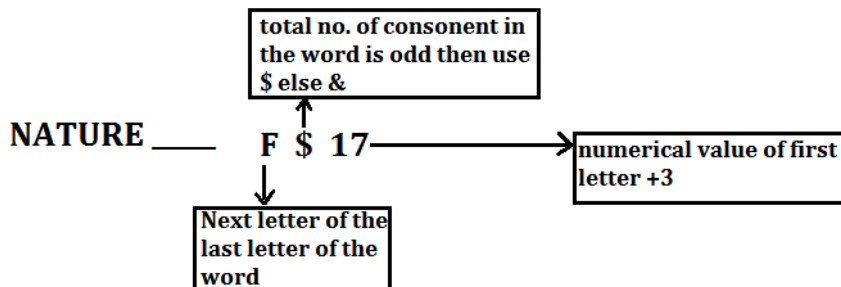 total no. of consonent in
the word is odd then use
$ else &
NATURE ____ F $ 17
numerical value of first
letter +3
Next letter of the
last letter of the
word